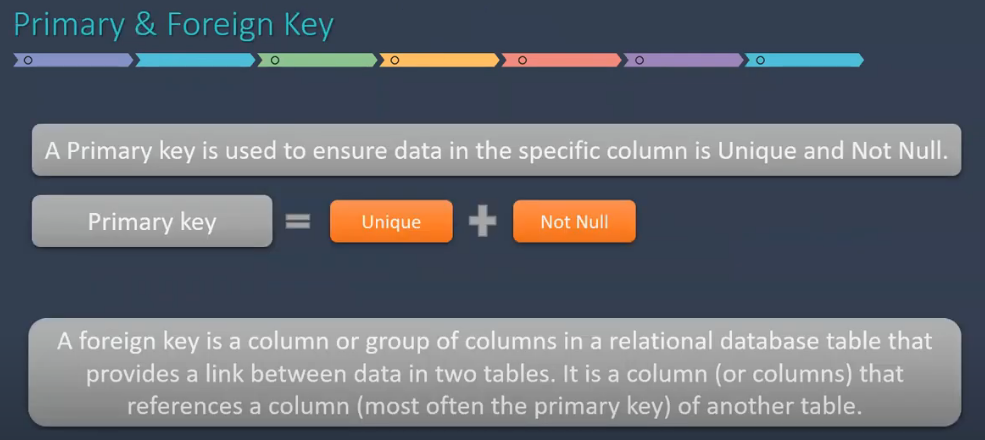 Primary & Foreign Key
A Primary key is used to ensure data in the specific column is Unique and Not Null.
Primary key = Unique + Not Null
A foreign key is a column or group of columns in a relational database table that
provides a link between data in two tables. It is a column (or columns) that
references a column (most often the primary key) of another table.